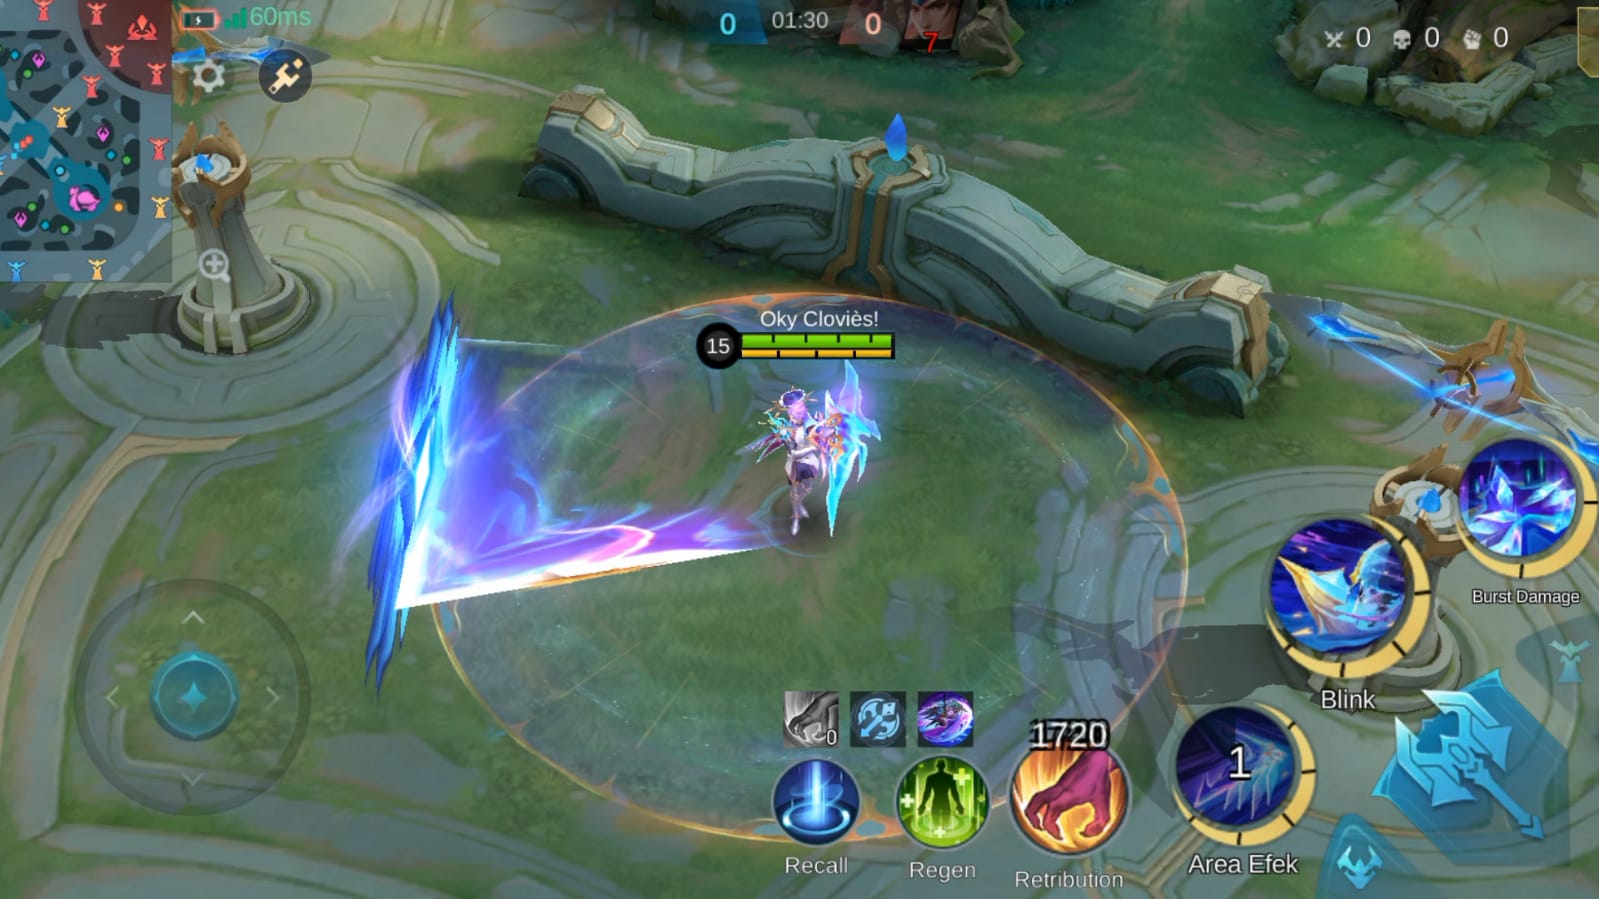 60ms
0
01:30
0
7
0
0
0
Oky Cloviès!
15
0
1720
1
Burst Damage
Blink
Area Efek
Recall
Regen
Retribution